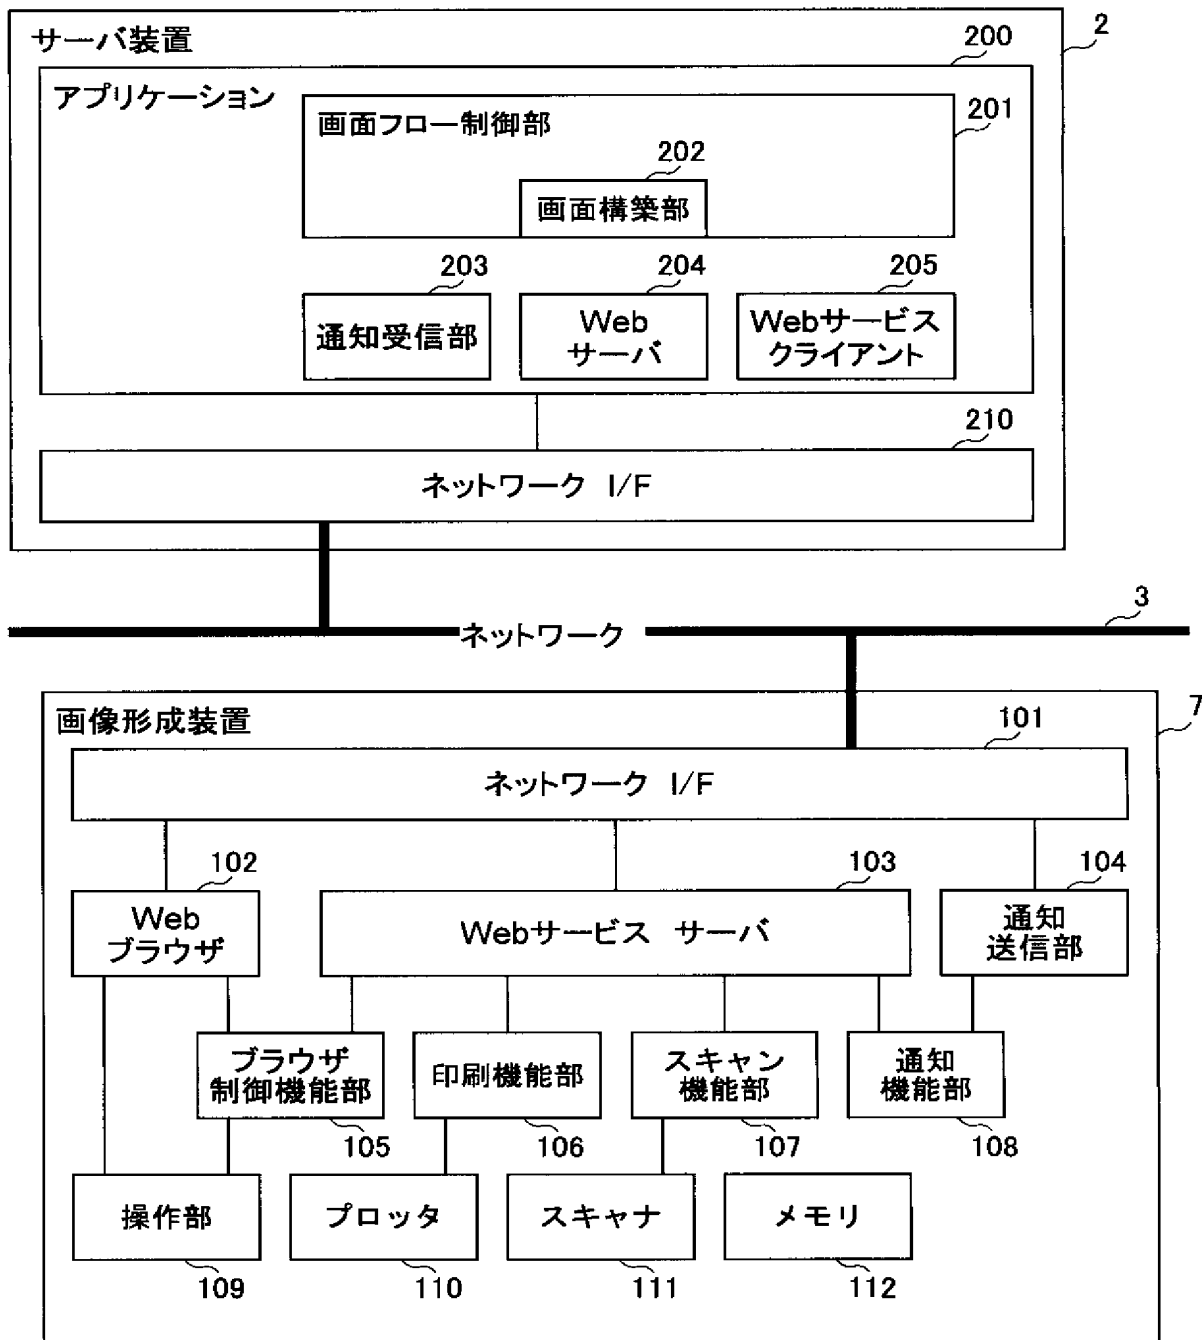 サーバ装置
2
200
アプリケーション
201
画面フロー制御部
202
画面構築部
203
204
205
通知受信部
Web
サーバ
Webサービス
クライアント
210
ネットワーク I/F
3
ネットワーク
7
画像形成装置
101
ネットワーク I/F
102
103
104
Web
ブラウザ
Webサービス サーバ
通知
送信部
ブラウザ
制御機能部
印刷機能部
スキャン
機能部
通知
機能部
105
106
107
108
操作部
プロッタ
スキャナ
メモリ
109
110
111
112